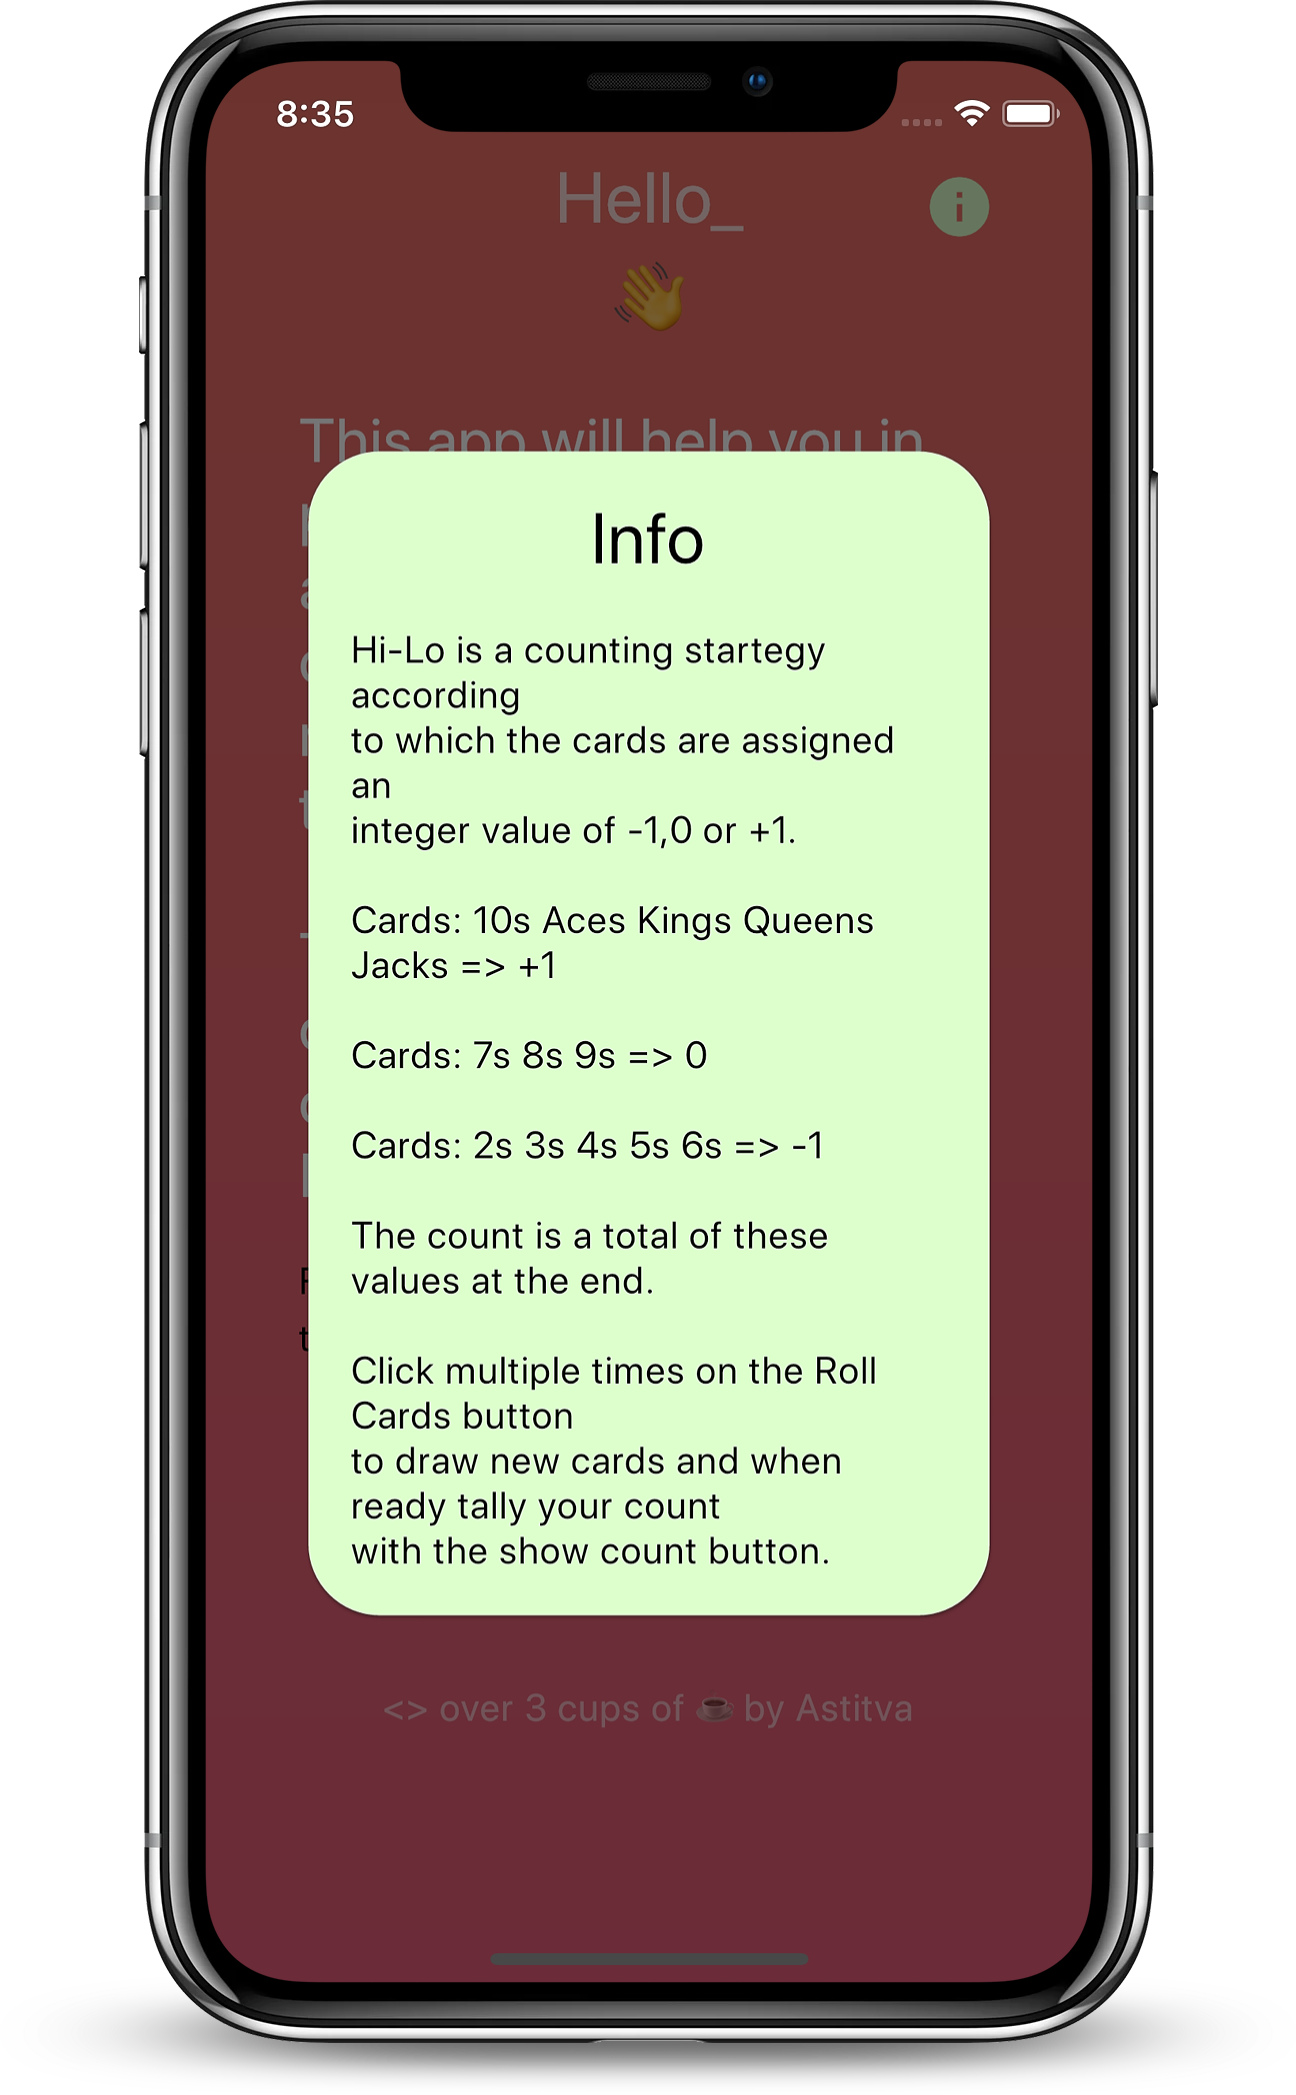 8:35
Hello_
This app will help you in
Info
Hi-Lo is a counting startegy
according
to which the cards are assigned
an
integer value of -1,0 or +1.
Cards: 10s Aces Kings Queens
Jacks => +1
Cards: 7s 8s 9s => 0
Cards: 2s 3s 4s 5s 6s => -1
The count is a total of these
values at the end.
Click multiple times on the Roll
Cards button
to draw new cards and when
ready tally your count
with the show count button.
<> over 3 cups of ☕ by Astitva